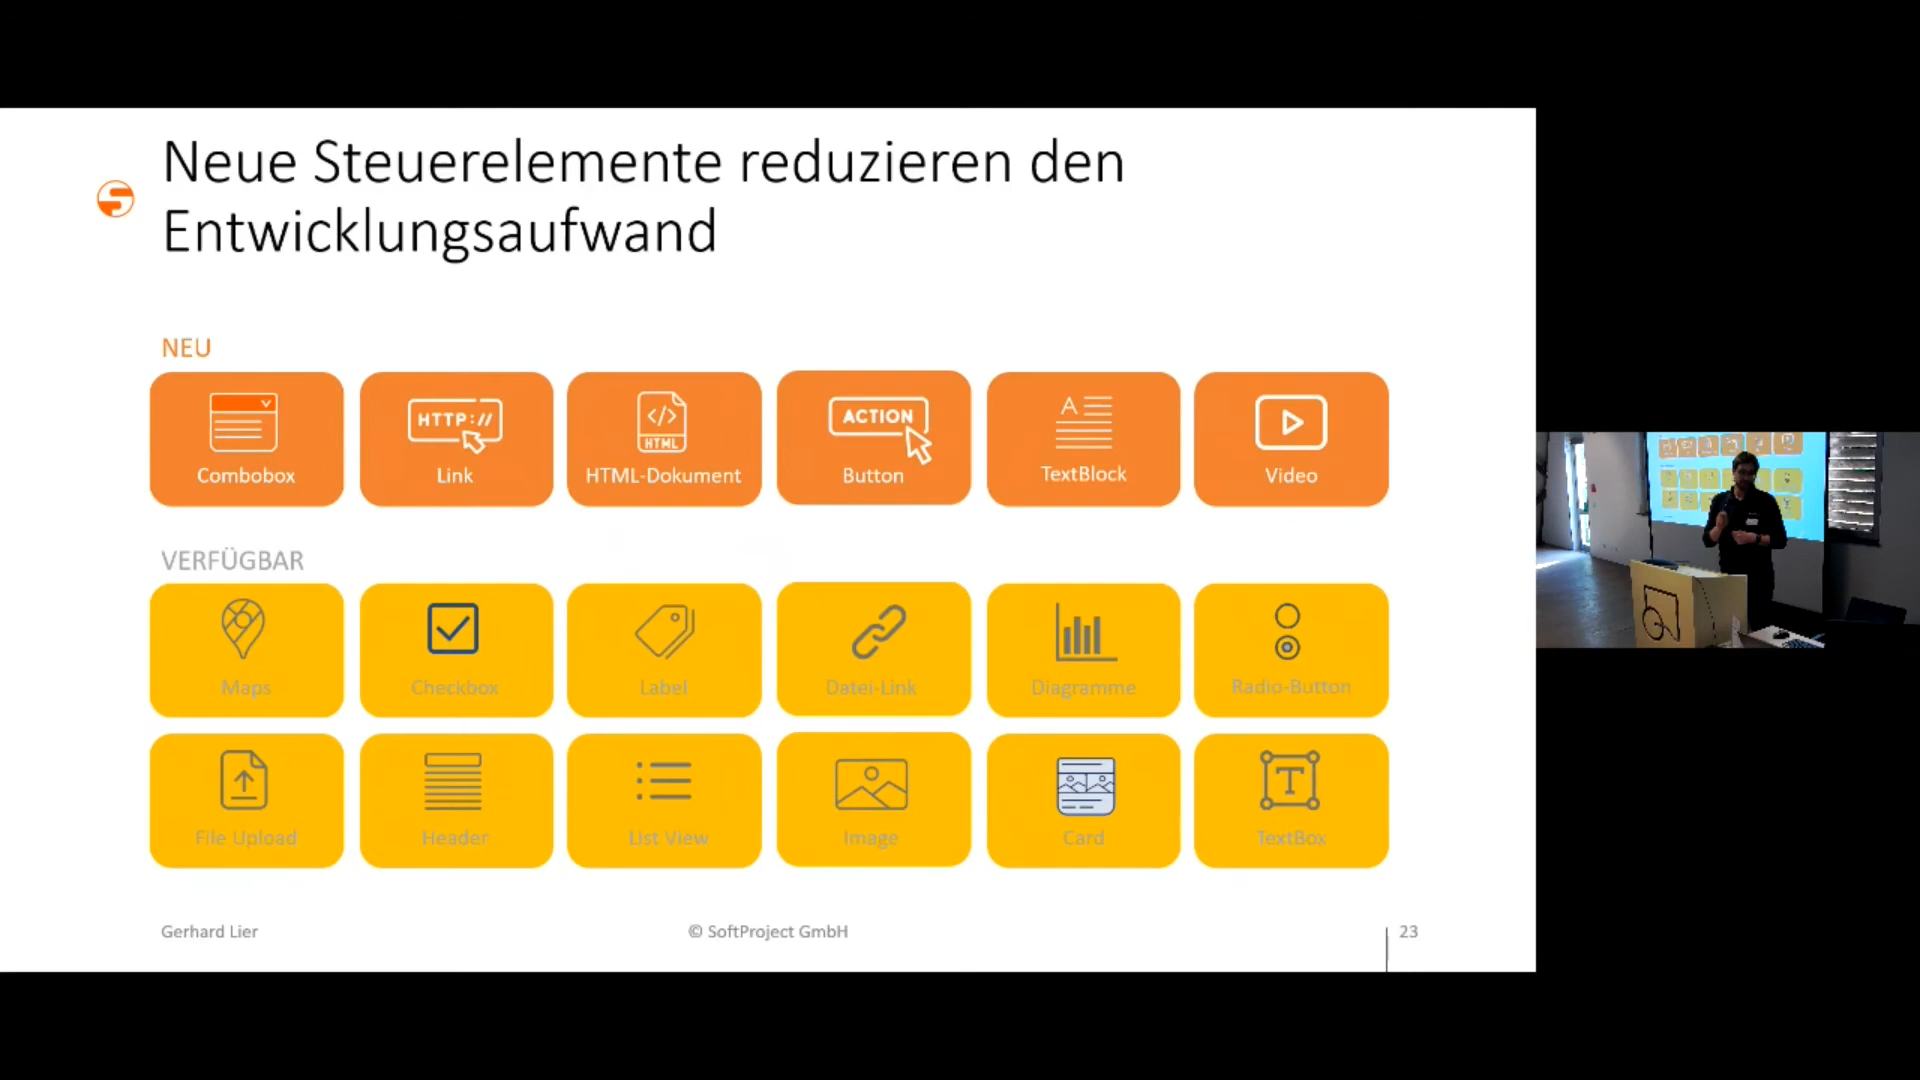 Neue Steuerelemente reduzieren den
Entwicklungsaufwand
NEU
HTTP://
</>
HTML
ACTION
A
Combobox
Link
HTML-Dokument
Button
TextBlock
Video
VERFÜGBAR
Maps
Checkbox
Label
Datei-Link
Diagramme
Radio-Button
T
File Upload
Header
List View
Image
Card
TextBox
Gerhard Lier
© SoftProject GmbH
23